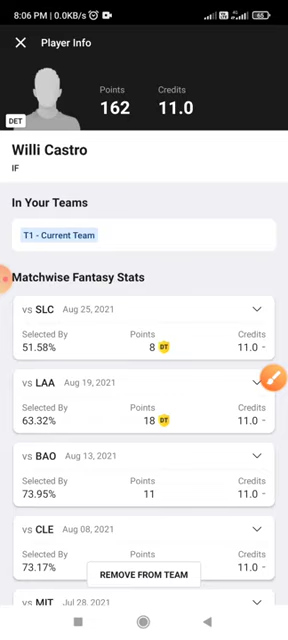 8:06 PM | 0.0KB/s
65
Player Info
Points Credits
162 11.0
DET
Willi Castro
IF
In Your Teams
T1 - Current Team
Matchwise Fantasy Stats
vs SLC Aug 25, 2021
Selected By Points Credits
51.58% 8 DT 11.0 -
vs LAA Aug 19, 2021
Selected By Points Credits
63.32% 18 DT 11.0 -
vs BAO Aug 13, 2021
Selected By Points Credits
73.95% 11 11.0 -
vs CLE Aug 08, 2021
Selected By Points Credits
73.17% 11.0 -
REMOVE FROM TEAM
vs MIT Jul 28, 2021